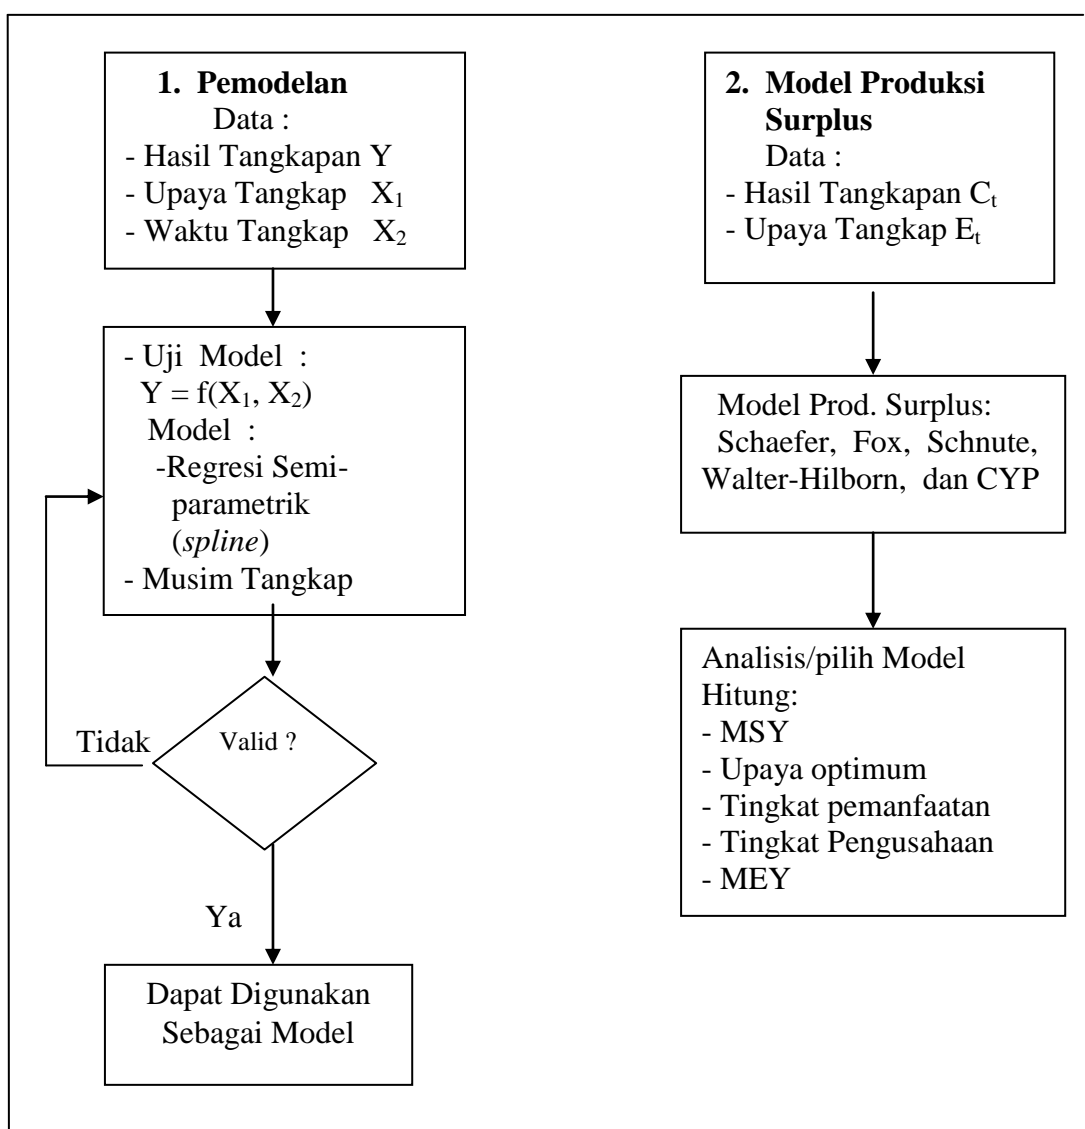 1. Pemodelan
Data :
- Hasil Tangkapan Y
- Upaya Tangkap X₁
- Waktu Tangkap X₂
- Uji Model :
Y = f(X₁, X₂)
Model :
-Regresi Semi-
parametrik
(spline)
- Musim Tangkap
Valid ?
Tidak
Ya
Dapat Digunakan
Sebagai Model
2. Model Produksi
Surplus
Data :
- Hasil Tangkapan Cₜ
- Upaya Tangkap Eₜ
Model Prod. Surplus:
Schaefer, Fox, Schnute,
Walter-Hilborn, dan CYP
Analisis/pilih Model
Hitung:
- MSY
- Upaya optimum
- Tingkat pemanfaatan
- Tingkat Pengusahaan
- MEY